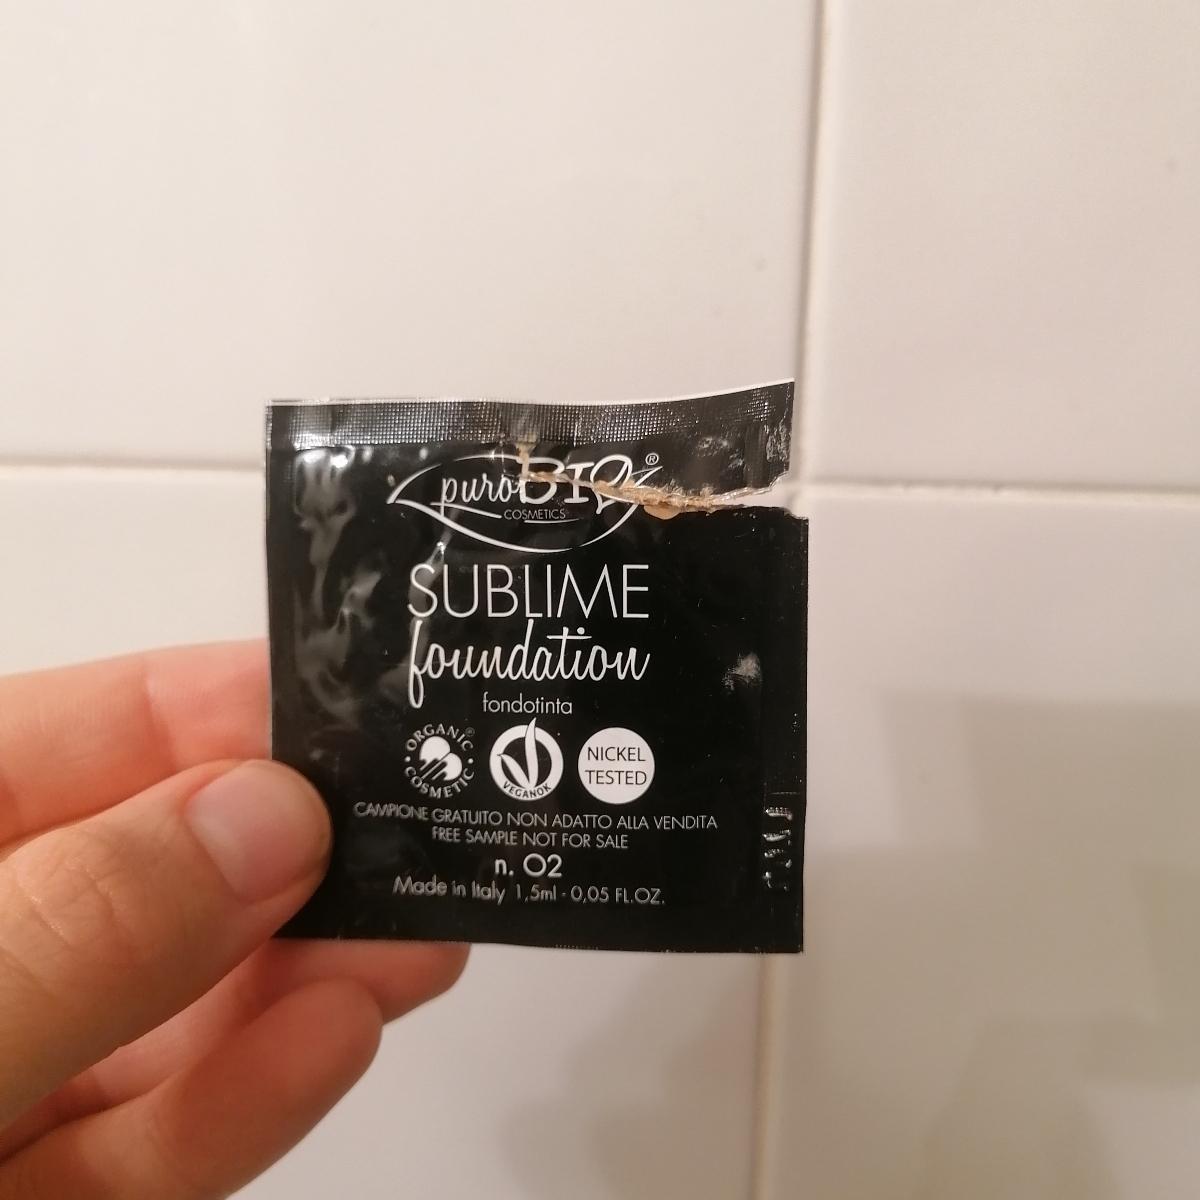 puroBIO®
COSMETICS
SUBLIME
foundation
fondotinta
ORGANIC® COSMETIC
VEGANOK
NICKEL
TESTED
CAMPIONE GRATUITO NON ADATTO ALLA VENDITA
FREE SAMPLE NOT FOR SALE
n. 02
Made in Italy 1,5ml - 0,05 FL.OZ.